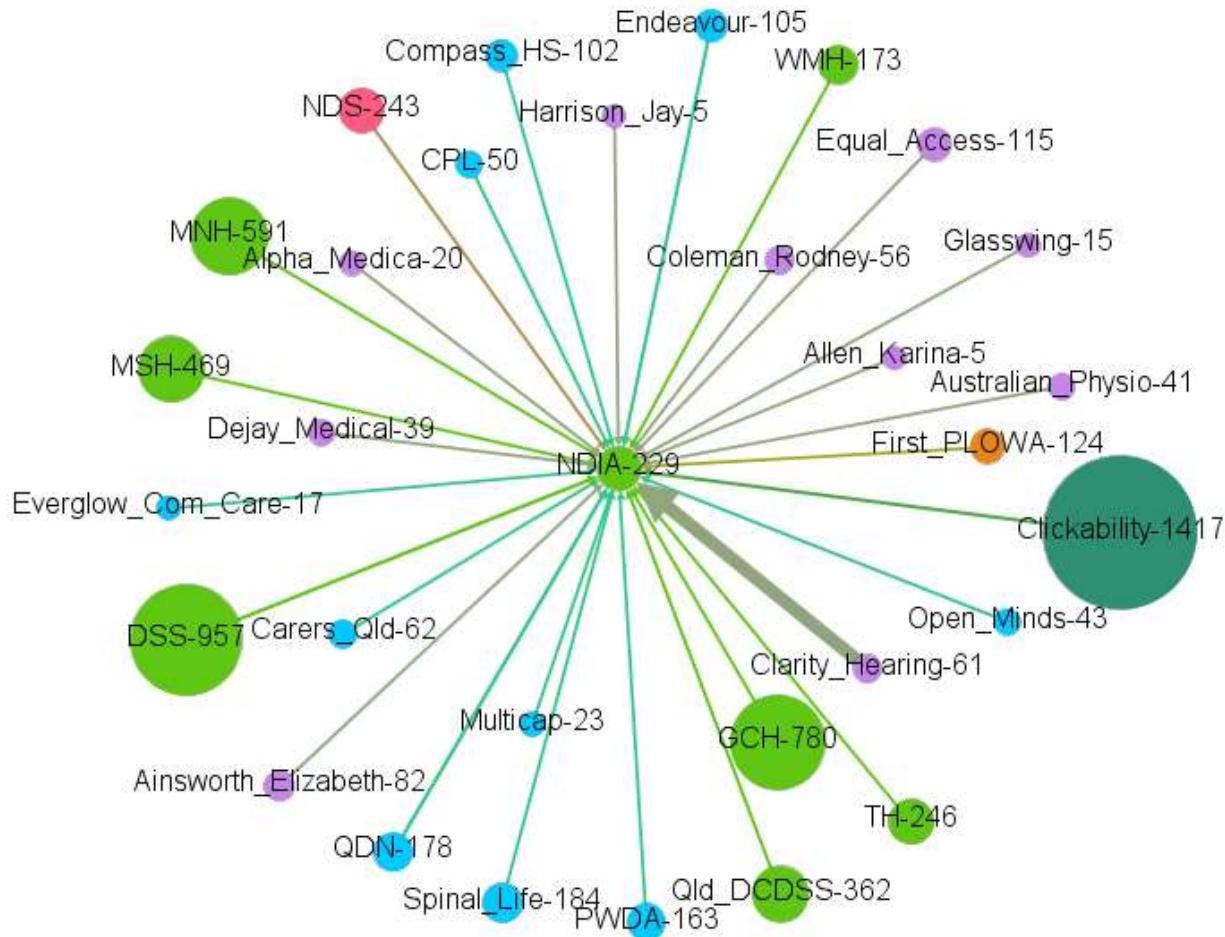 Endeavour-105
Compass_HS-102
WMH-173
NDS-243
Harrison_Jay-5
Equal_Access-115
CPL-50
MNH-591
Alpha_Medica-20
Coleman_Rodney-56
Glasswing-15
MSH-469
Allen_Karina-5
Australian_Physio-41
Dejay_Medical-39
First_PLOWA-124
NDIA-229
Everglow_Com_Care-17
Clickability-1417
DSS-957
Carers_Qld-62
Open_Minds-43
Clarity_Hearing-61
Multicap-23
GCH-780
Ainsworth_Elizabeth-82
TH-246
QDN-178
Spinal_Life-184
Qld_DCDSS-362
PWDA-163